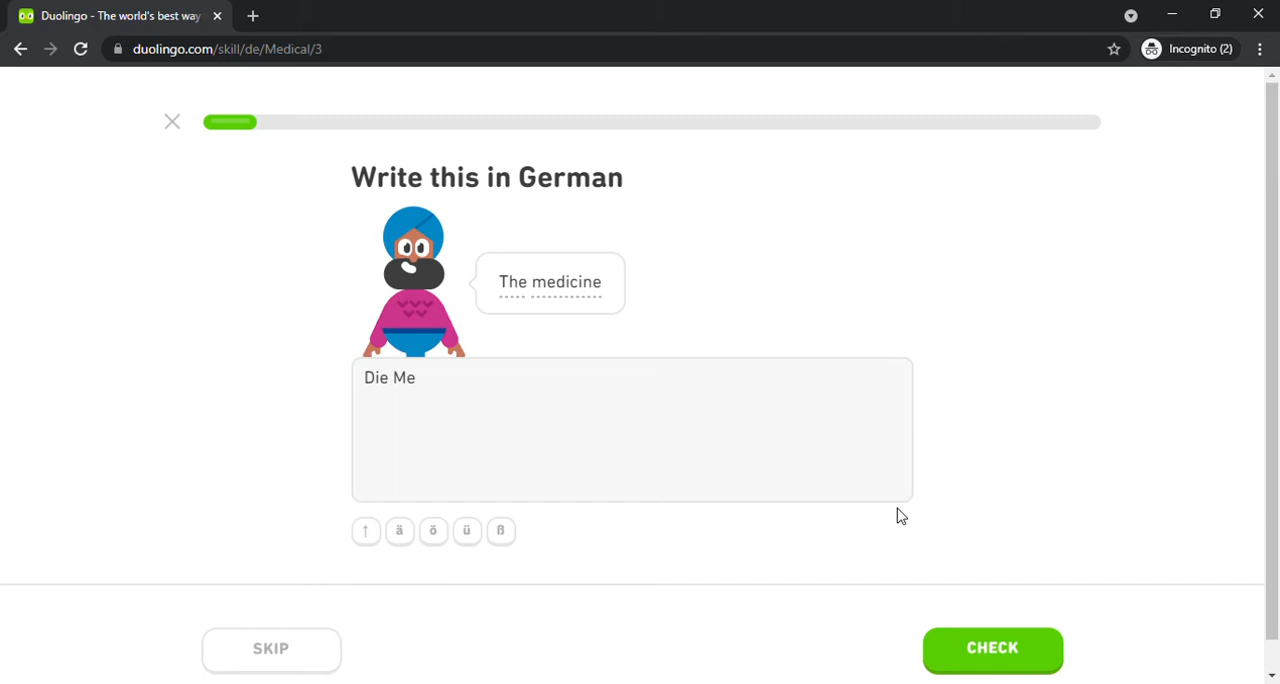 Duolingo - The world's best way
duolingo.com/skill/de/Medical/3
Incognito (2)
Write this in German
The medicine
Die Me
↑ ä ö ü ß
SKIP
CHECK